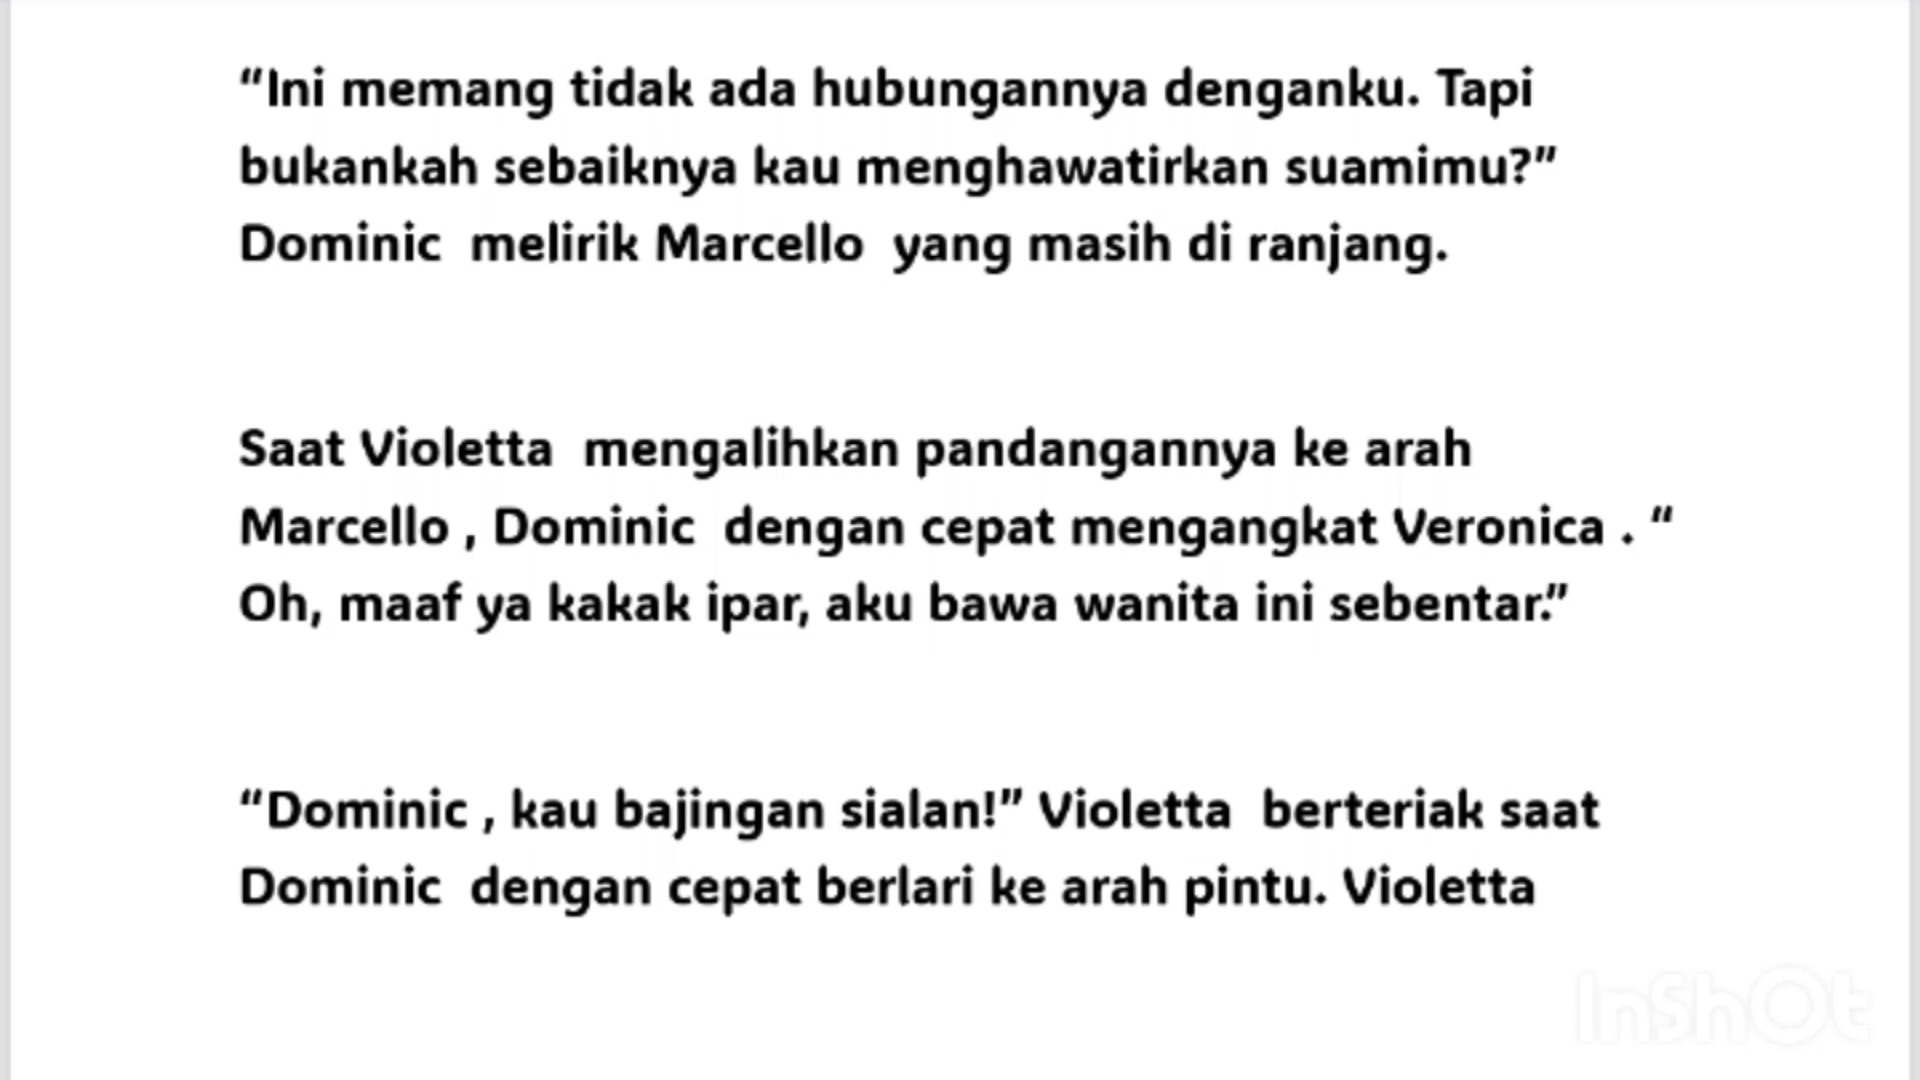 “Ini memang tidak ada hubungannya denganku. Tapi
bukankah sebaiknya kau menghawatirkan suamimu?”
Dominic  melirik Marcello  yang masih di ranjang.
Saat Violetta  mengalihkan pandangannya ke arah
Marcello , Dominic  dengan cepat mengangkat Veronica . “
Oh, maaf ya kakak ipar, aku bawa wanita ini sebentar.”
“Dominic , kau bajingan sialan!” Violetta  berteriak saat
Dominic  dengan cepat berlari ke arah pintu. Violetta
InShOt